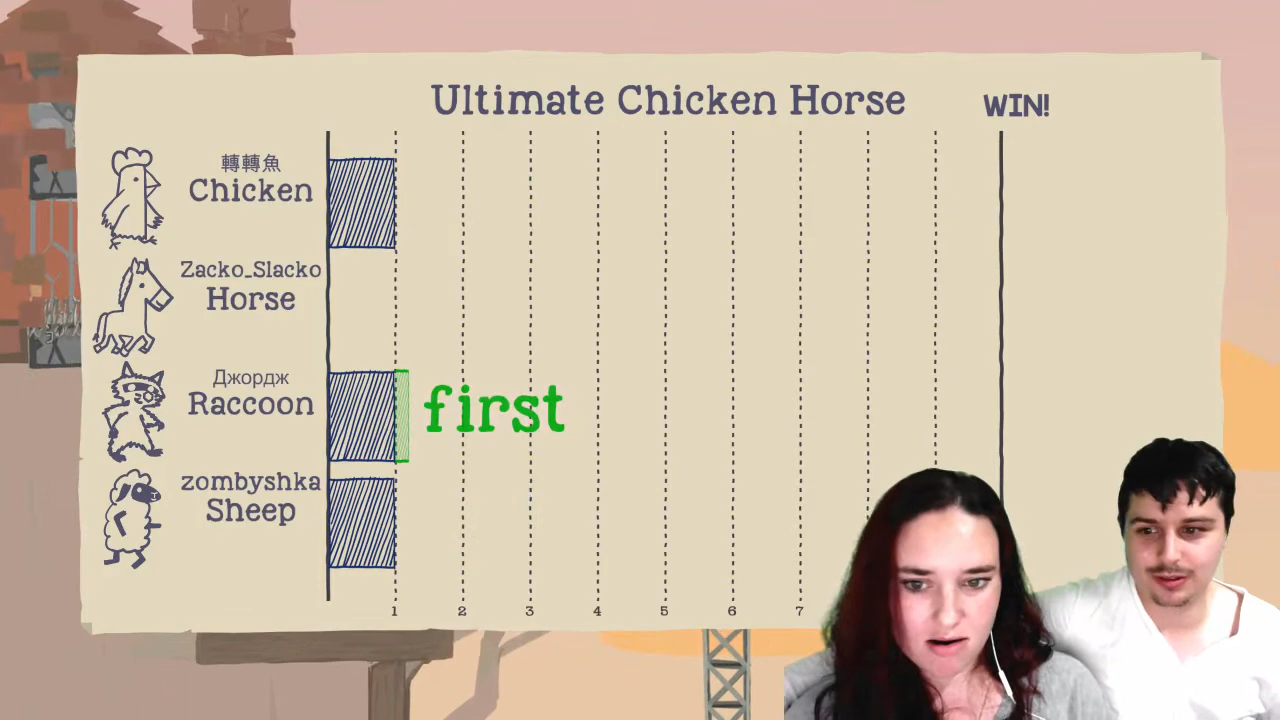 Ultimate Chicken Horse
WIN!
轉轉魚
Chicken
Zacko_Slacko
Horse
Джордж
Raccoon
first
zombyshka
Sheep
1 2 3 4 5 6 7